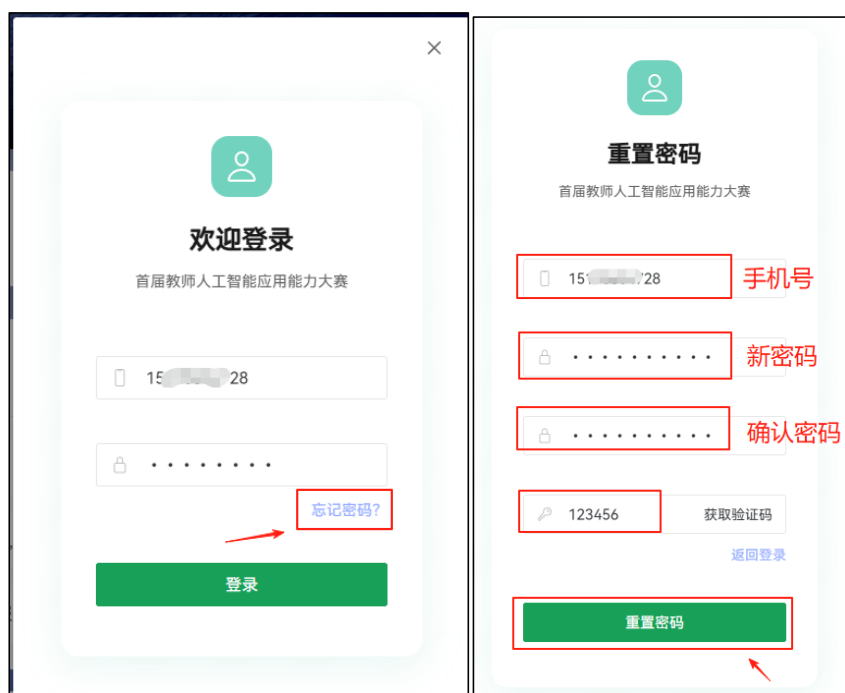 欢迎登录
首届教师人工智能应用能力大赛
15 28
忘记密码?
登录
重置密码
首届教师人工智能应用能力大赛
15 28
手机号
新密码
确认密码
123456
获取验证码
返回登录
重置密码